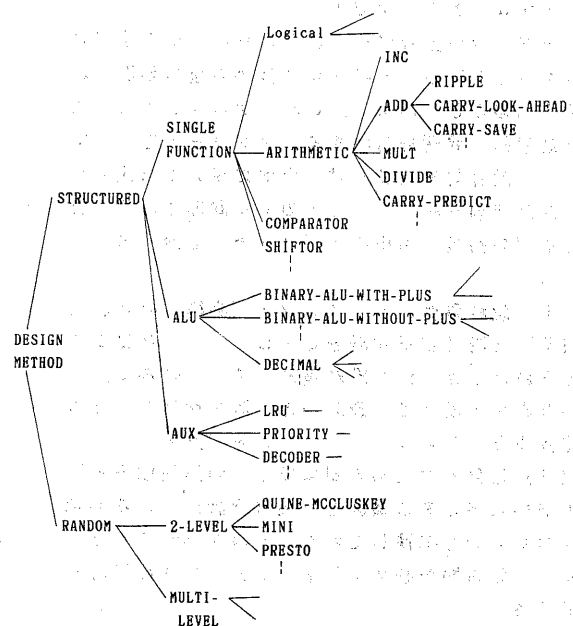 Logical
INC
RIPPLE
ADD
CARRY-LOOK-AHEAD
CARRY-SAVE
SINGLE
FUNCTION
ARITHMETIC
MULT
DIVIDE
CARRY-PREDICT
STRUCTURED
COMPARATOR
SHIFTOR
BINARY-ALU-WITH-PLUS
ALU
BINARY-ALU-WITHOUT-PLUS
DESIGN
METHOD
DECIMAL
LRU
AUX
PRIORITY
DECODER
QUINE-MCCLUSKEY
RANDOM
2-LEVEL
MINI
PRESTO
MULTI-
LEVEL